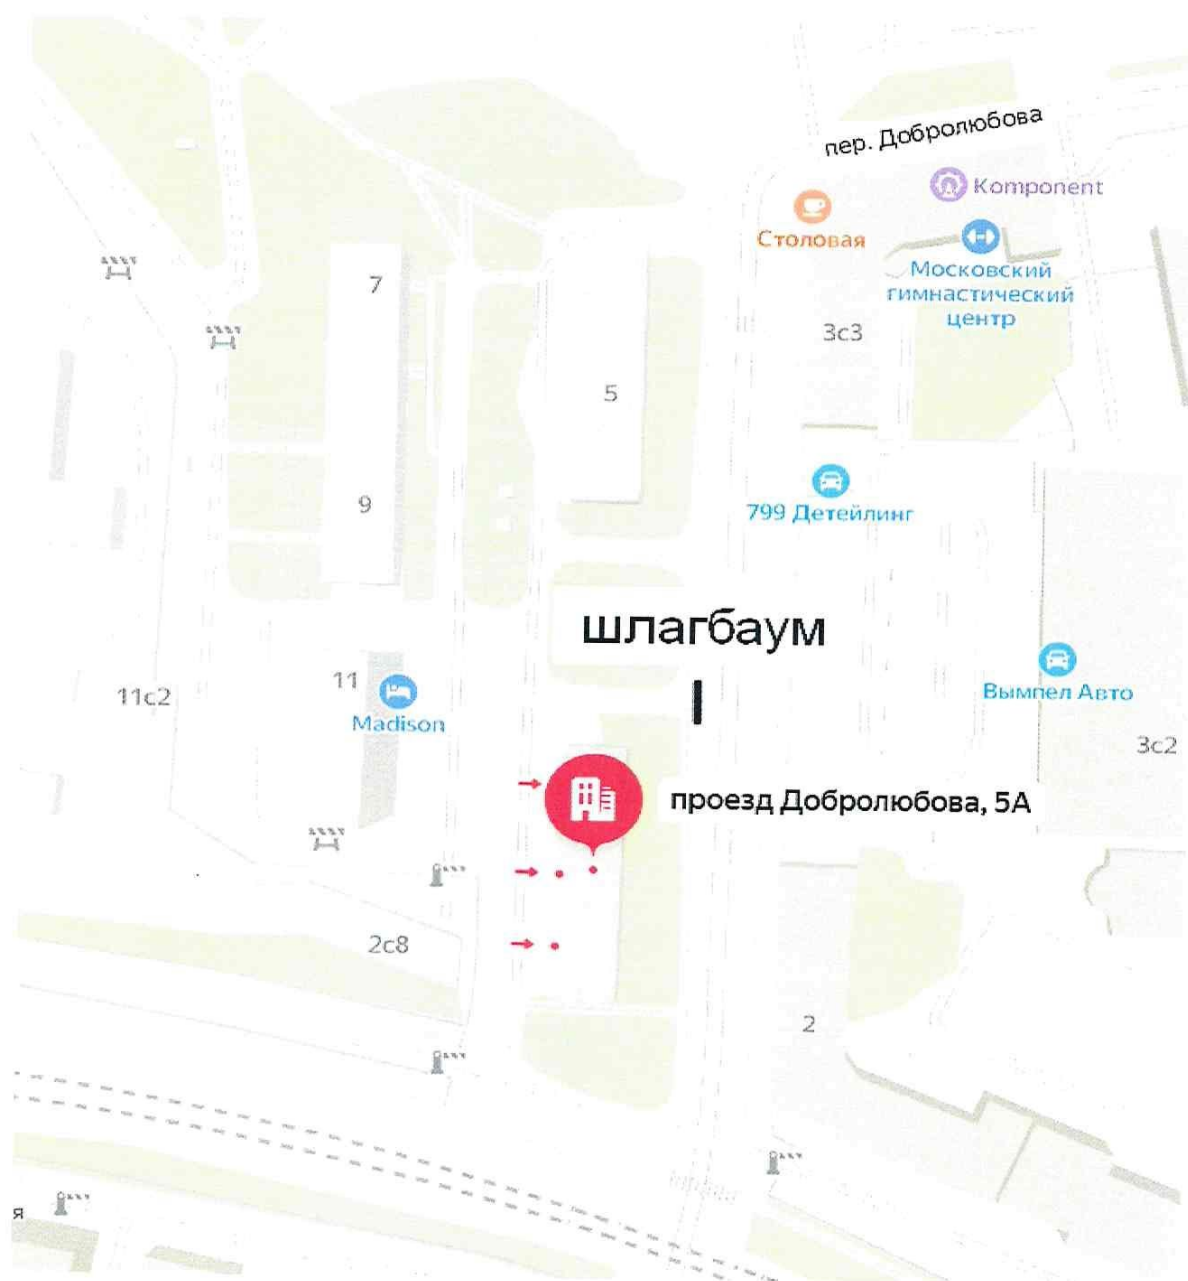 пер. Добролюбова
Komponent
Столовая
Московский
гимнастический
центр
7
3с3
5
799 Детейлинг
9
шлагбаум
11с2
11
Madison
Вымпел Авто
3с2
проезд Добролюбова, 5А
2с8
2
я